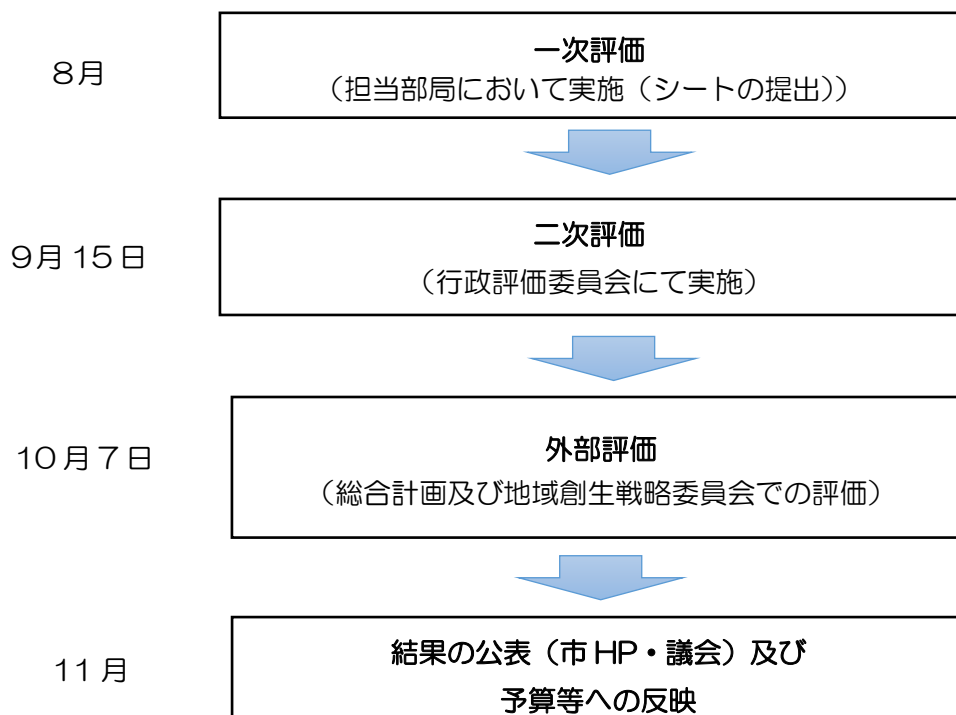 8月
一次評価
（担当部局において実施（シートの提出））
9月15日
二次評価
（行政評価委員会にて実施）
10月7日
外部評価
（総合計画及び地域創生戦略委員会での評価）
11月
結果の公表（市HP・議会）及び
予算等への反映